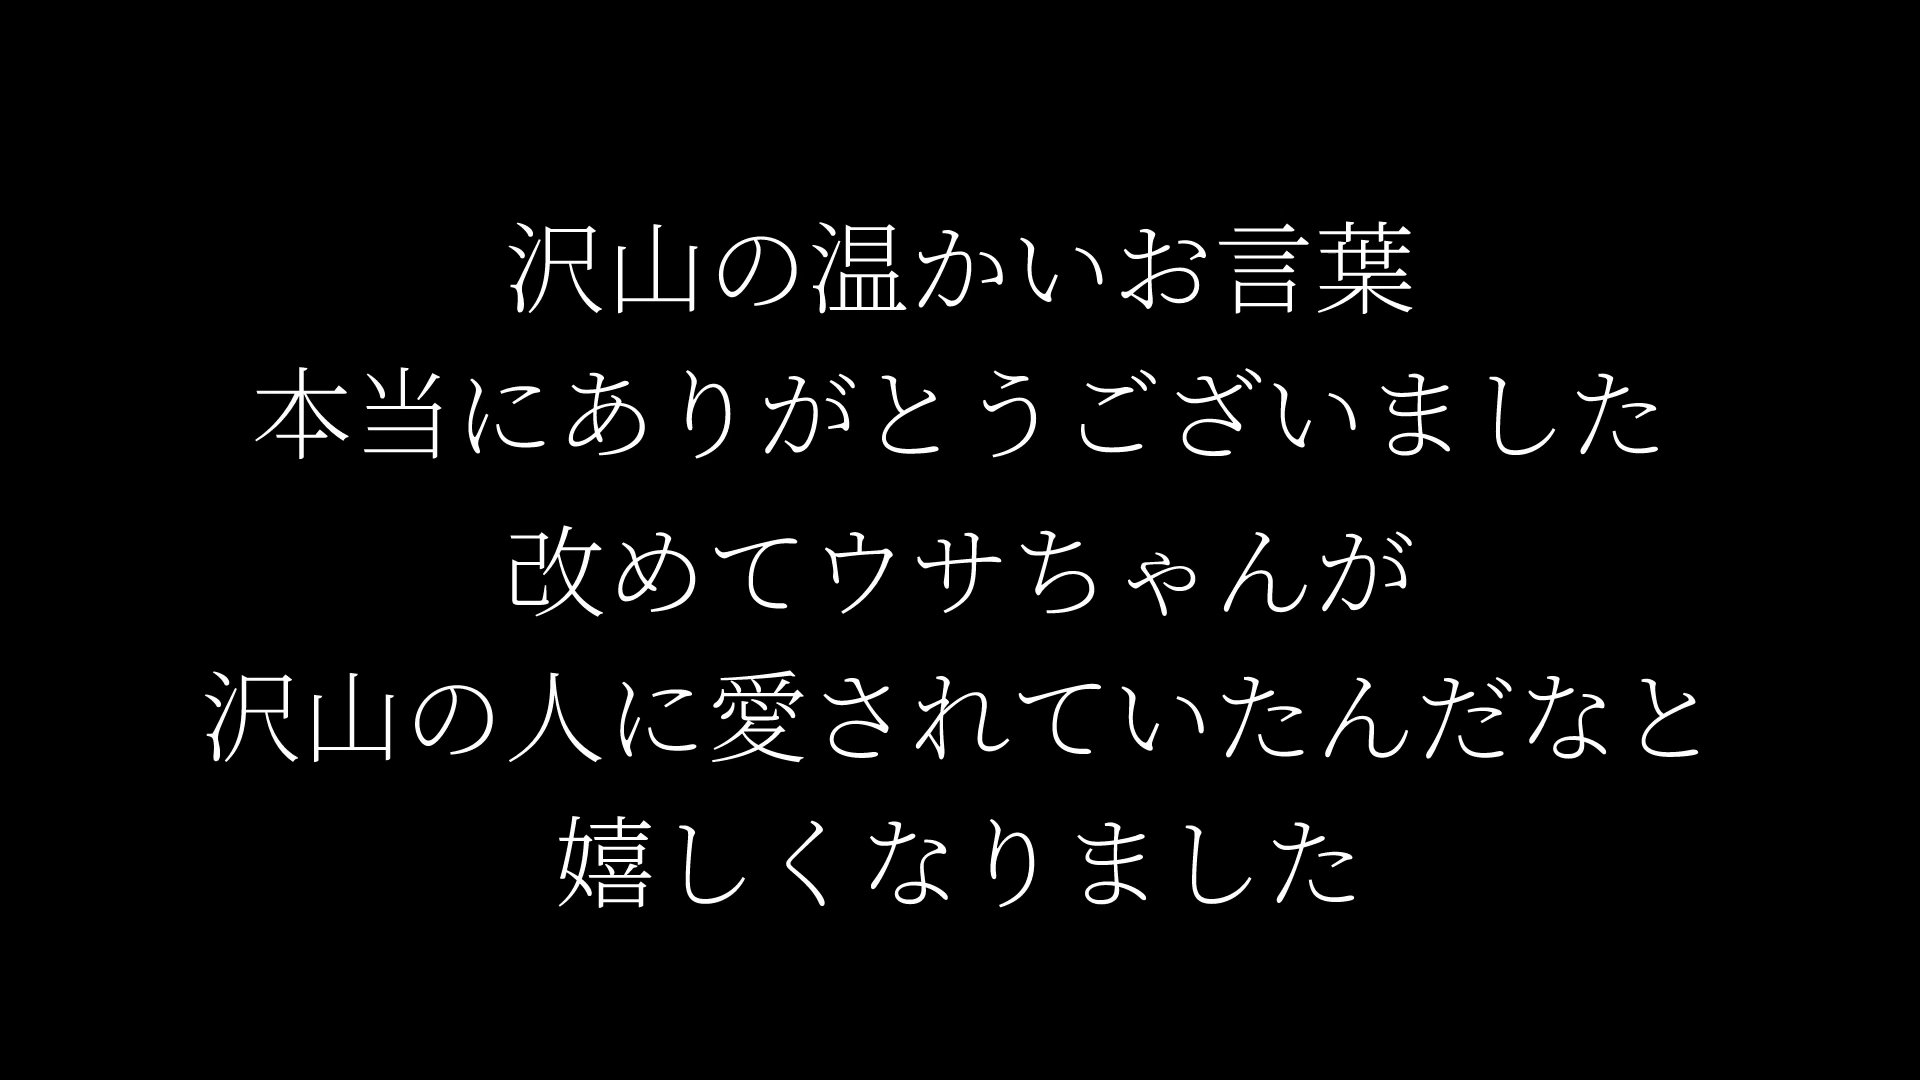 沢山の温かいお言葉
本当にありがとうございました
改めてウサちゃんが
沢山の人に愛されていたんだなと
嬉しくなりました